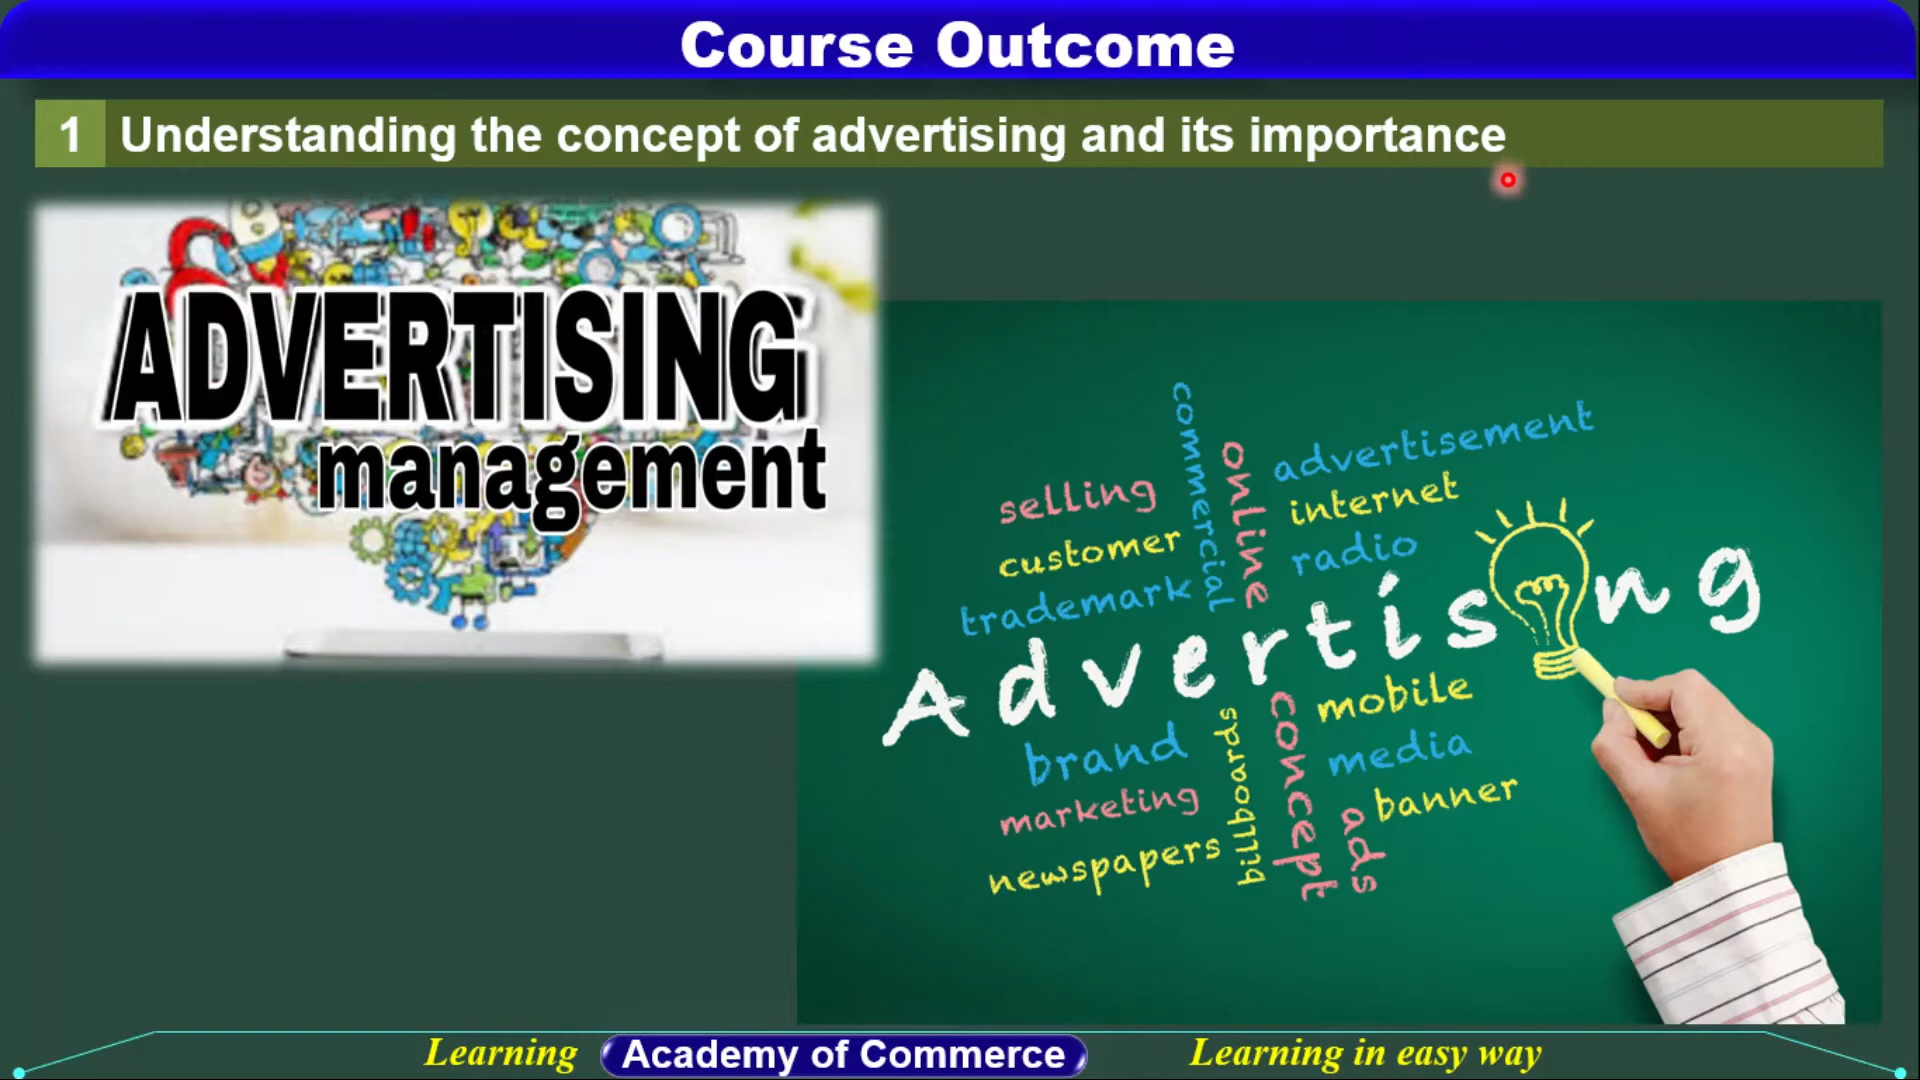 Course Outcome
1 Understanding the concept of advertising and its importance
ADVERTISING
management
commercial
online
advertisement
selling
internet
customer
radio
trademark
Advertising
mobile
brand
billboards
concept
media
marketing
banner
ads
newspapers
Learning Academy of Commerce Learning in easy way